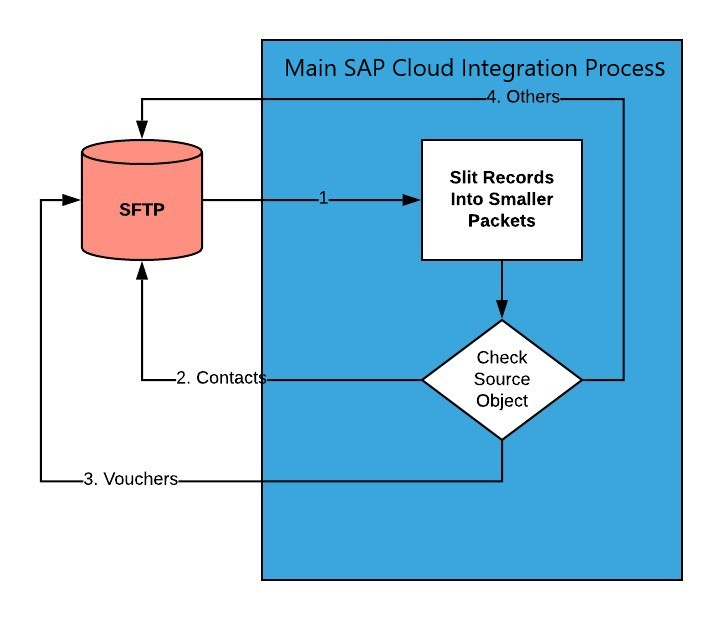 Main SAP Cloud Integration Process
4. Others
Slit Records
Into Smaller
Packets
SFTP
1
Check
Source
Object
2. Contacts
3. Vouchers